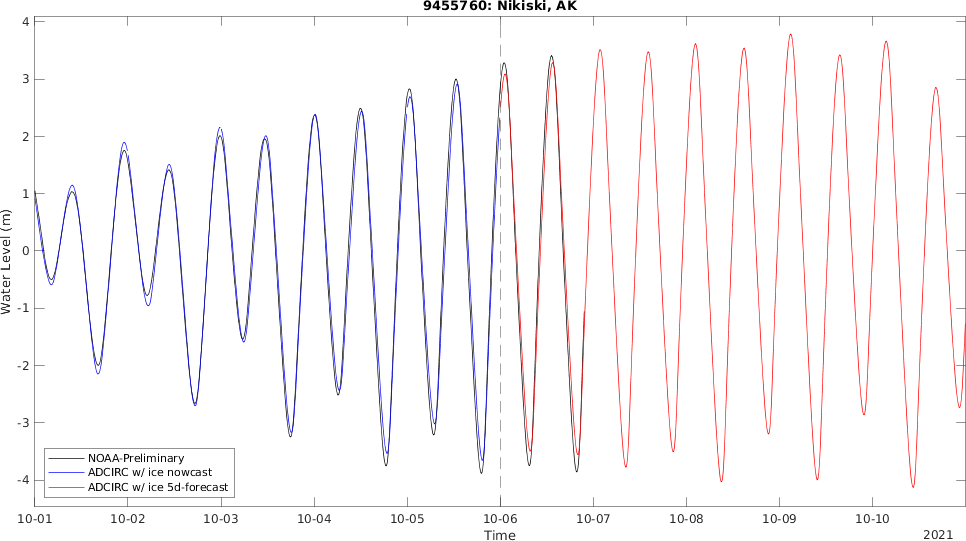 9455760: Nikiski, AK
4
3
2
1
0
-1
-2
-3
-4
Water Level (m)
NOAA-Preliminary
ADCIRC w/ ice nowcast
ADCIRC w/ ice 5d-forecast
10-01 10-02 10-03 10-04 10-05 10-06 10-07 10-08 10-09 10-10
Time
2021